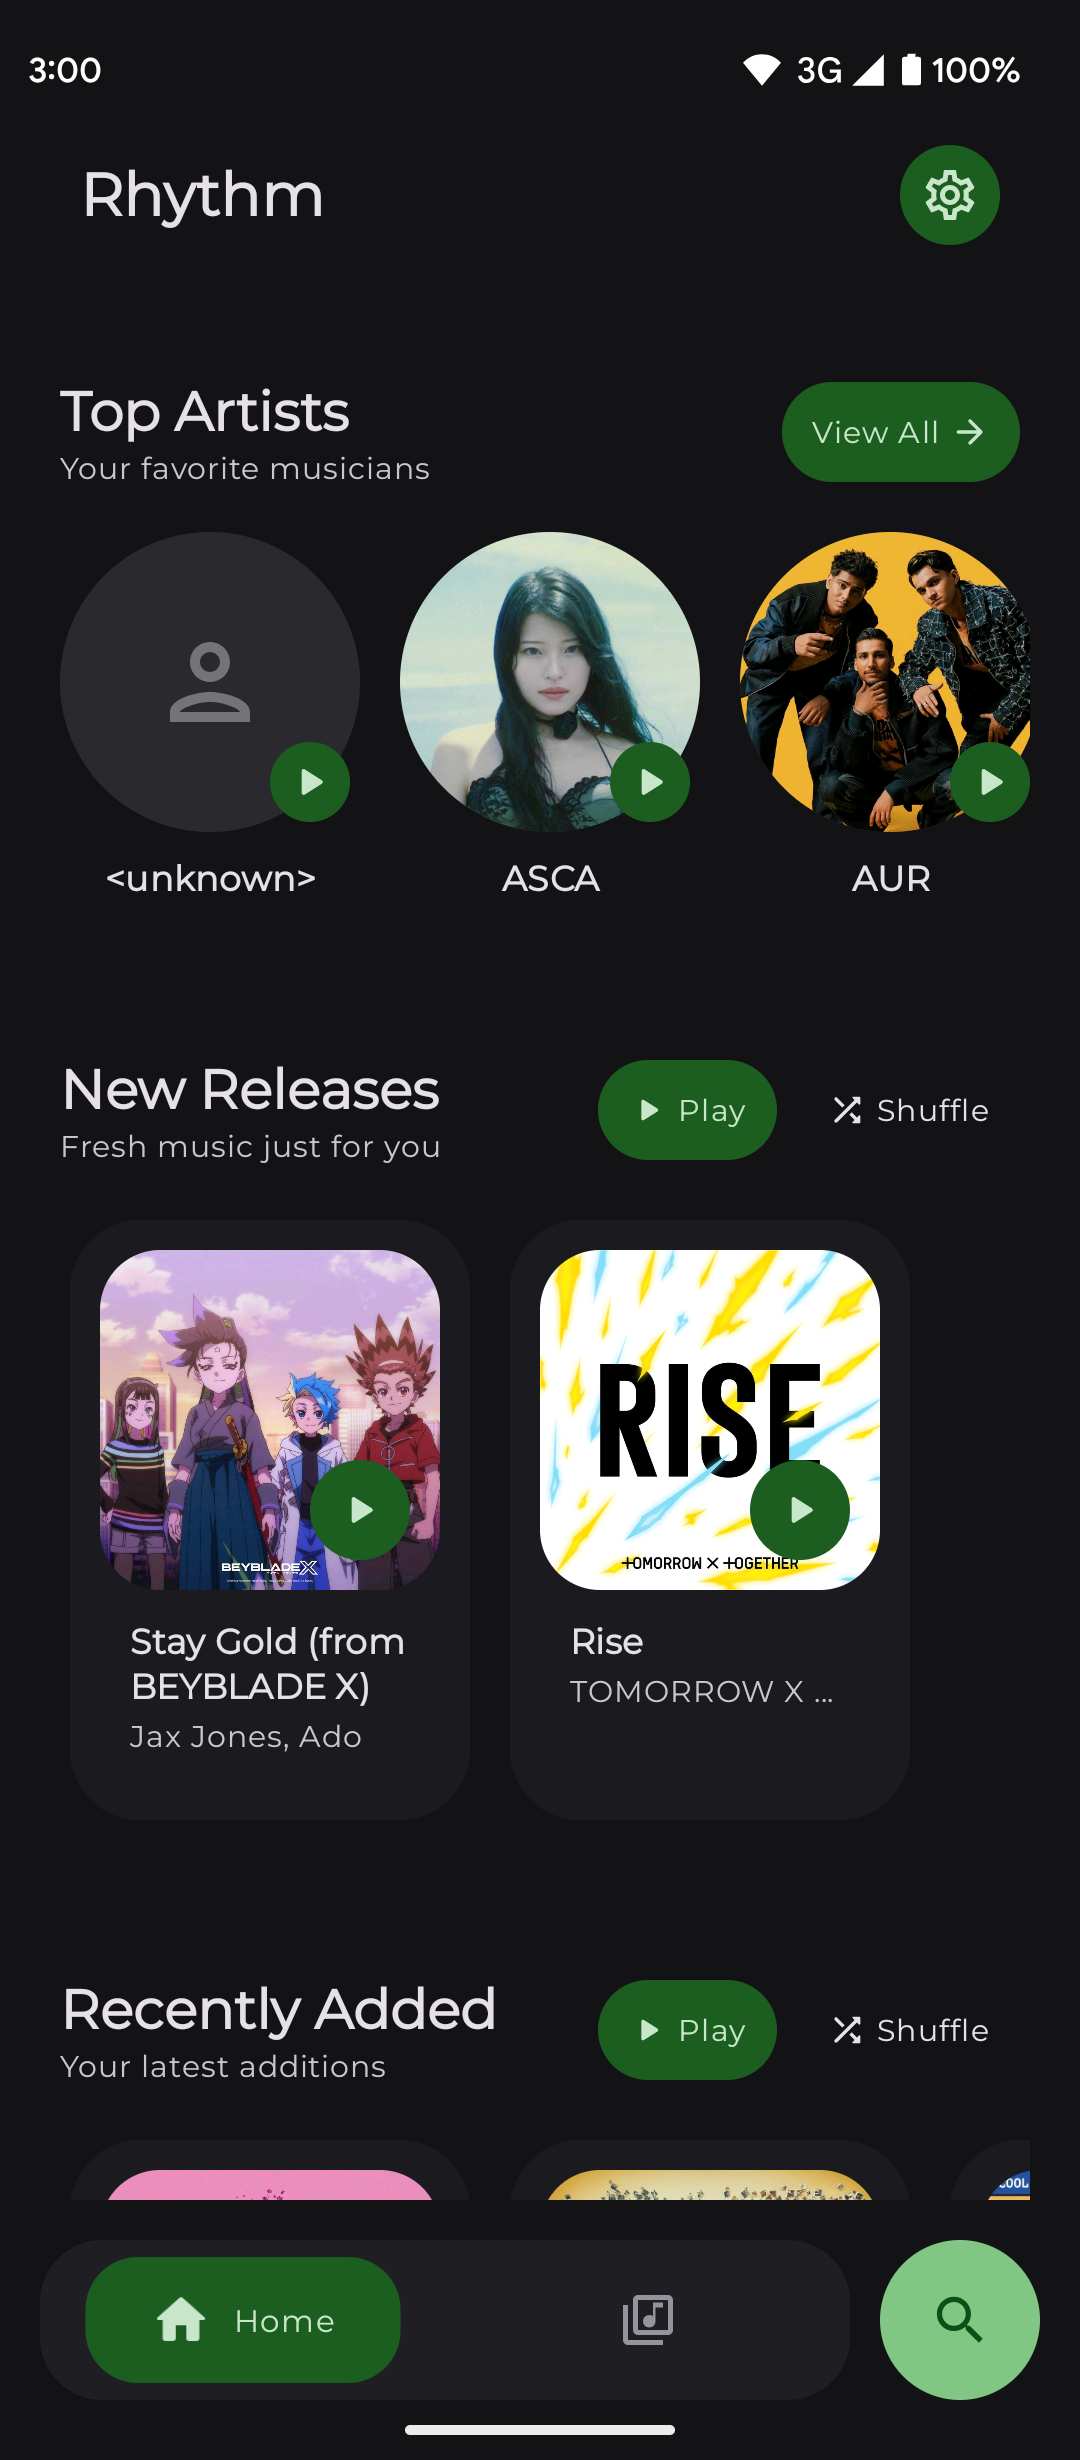 3:00
3G 100%
Rhythm
Top Artists
Your favorite musicians
View All
<unknown>
ASCA
AUR
New Releases
Fresh music just for you
Play
Shuffle
BEYBLADE X
RISE
TOMORROW X TOGETHER
Stay Gold (from
BEYBLADE X)
Jax Jones, Ado
Rise
TOMORROW X ...
Recently Added
Your latest additions
Play
Shuffle
COOL
Home